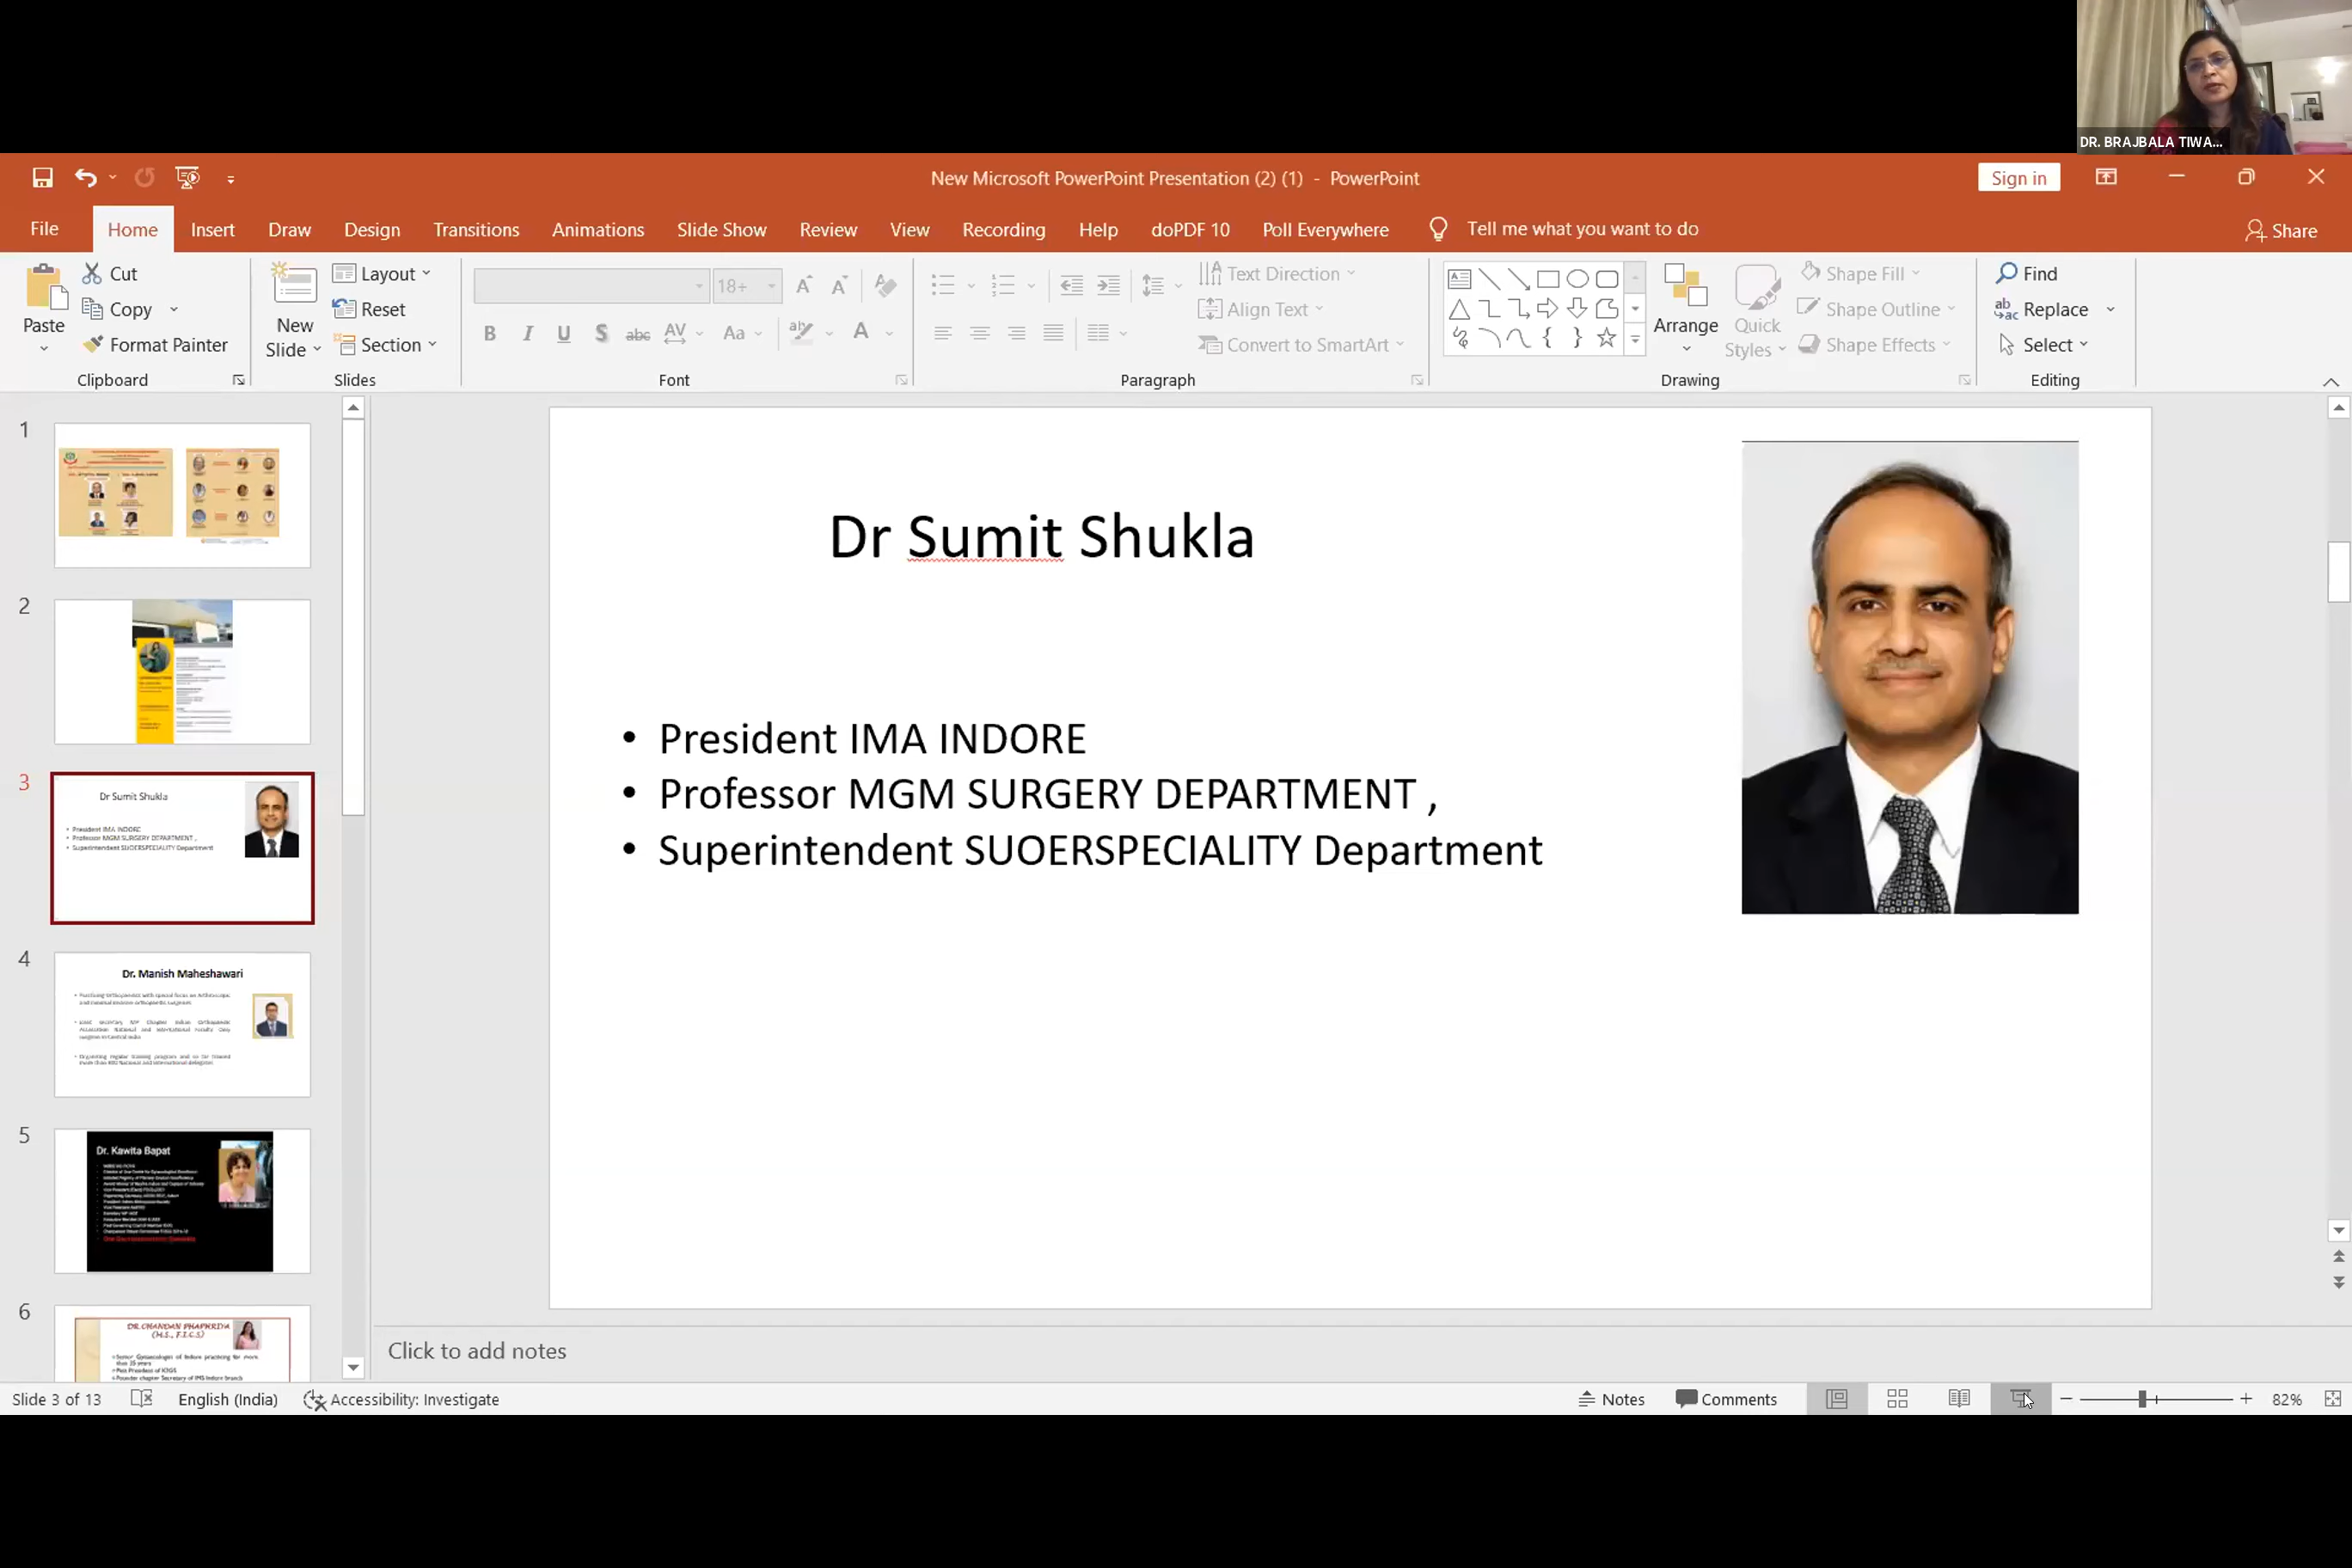 DR. BRAJBALA TIWA...
New Microsoft PowerPoint Presentation (2) (1) - PowerPoint
Sign in
File Home Insert Draw Design Transitions Animations Slide Show Review View Recording Help doPDF 10 Poll Everywhere Tell me what you want to do Share
Paste
Cut
Copy
Format Painter
Clipboard
New Slide
Layout
Reset
Section
Slides
18+
B I U S abc AV Aa
Font
Text Direction
Align Text
Convert to SmartArt
Paragraph
Arrange
Quick Styles
Shape Fill
Shape Outline
Shape Effects
Drawing
Find
Replace
Select
Editing
1
2
3
Dr Sumit Shukla
• President IMA INDORE
• Professor MGM SURGERY DEPARTMENT ,
• Superintendent SUOERSPECIALITY Department
4
Dr. Manish Maheshawari
5
Dr. Kawita Bapat
6
DR.CHANDAN PHAPHRIYA
(M.S., F.I.C.S)
Dr Sumit Shukla
• President IMA INDORE
• Professor MGM SURGERY DEPARTMENT ,
• Superintendent SUOERSPECIALITY Department
Click to add notes
Slide 3 of 13 English (India) Accessibility: Investigate Notes Comments 82%